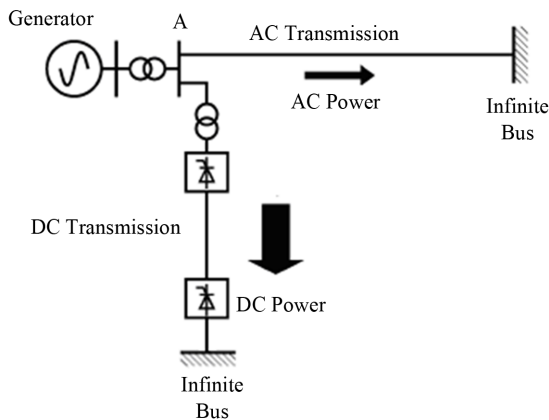 Generator
A
AC Transmission
AC Power
Infinite
Bus
DC Transmission
DC Power
Infinite
Bus